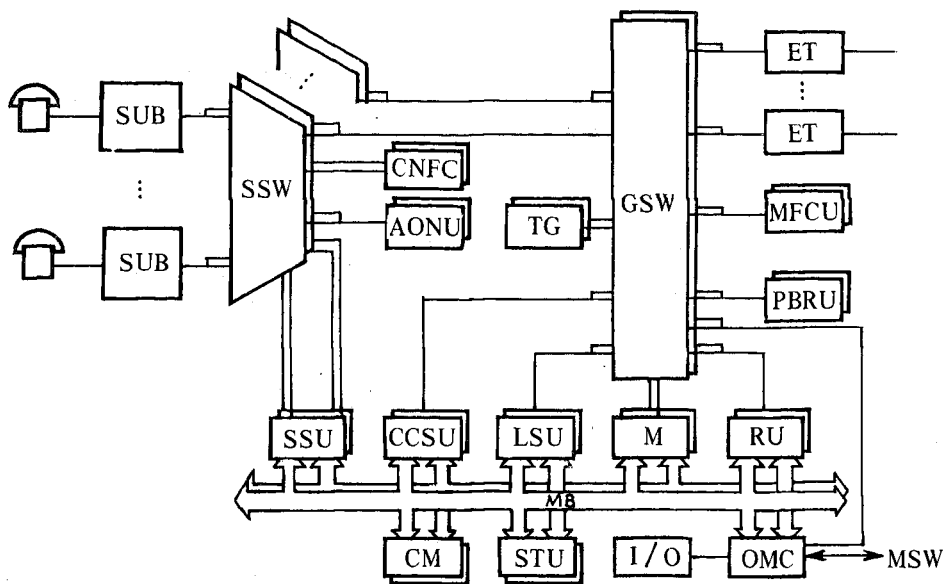 ET
SUB
ET
CNFC
SSW
GSW
MFCU
AONU
TG
SUB
PBRU
SSU
CCSU
LSU
M
RU
MB
CM
STU
I/O
OMC
MSW